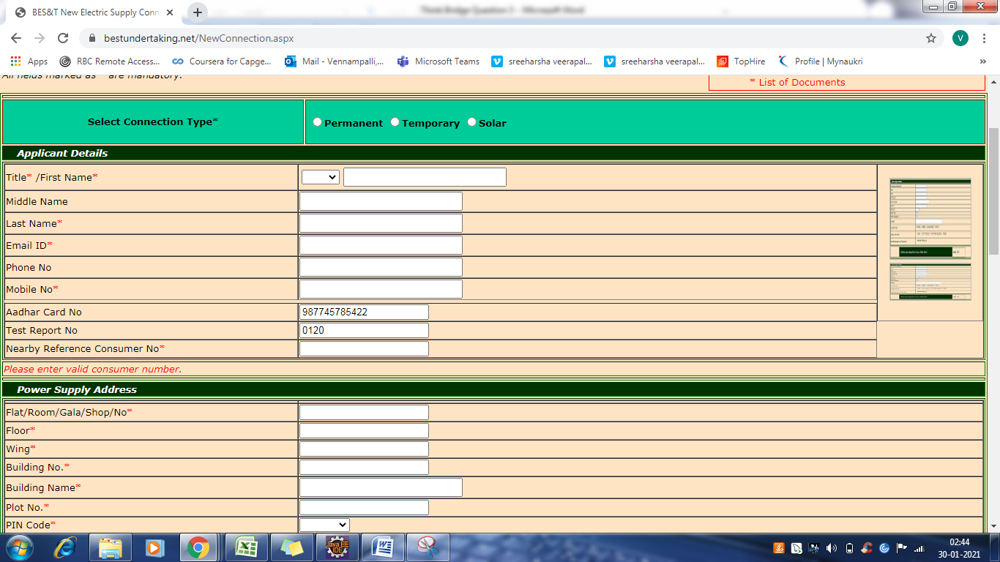 BES&T New Electric Supply Conn
Think Bridge Question 2 - Microsoft Word
bestundertaking.net/NewConnection.aspx
V
Apps
RBC Remote Access...
Coursera for Capge...
Mail - Vennampalli,...
Microsoft Teams
sreeharsha veerapal...
sreeharsha veerapal...
TopHire
Profile | Mynaukri
»
All fields marked as * are mandatory.
* List of Documents
Select Connection Type*
Permanent Temporary Solar
Applicant Details
Title* /First Name*
Middle Name
Last Name*
Email ID*
Phone No
Mobile No*
Aadhar Card No 987745785422
Test Report No 0120
Nearby Reference Consumer No*
Please enter valid consumer number.
Power Supply Address
Flat/Room/Gala/Shop/No*
Floor*
Wing*
Building No.*
Building Name*
Plot No.*
PIN Code*
Java EE
IDE
02:44
30-01-2021